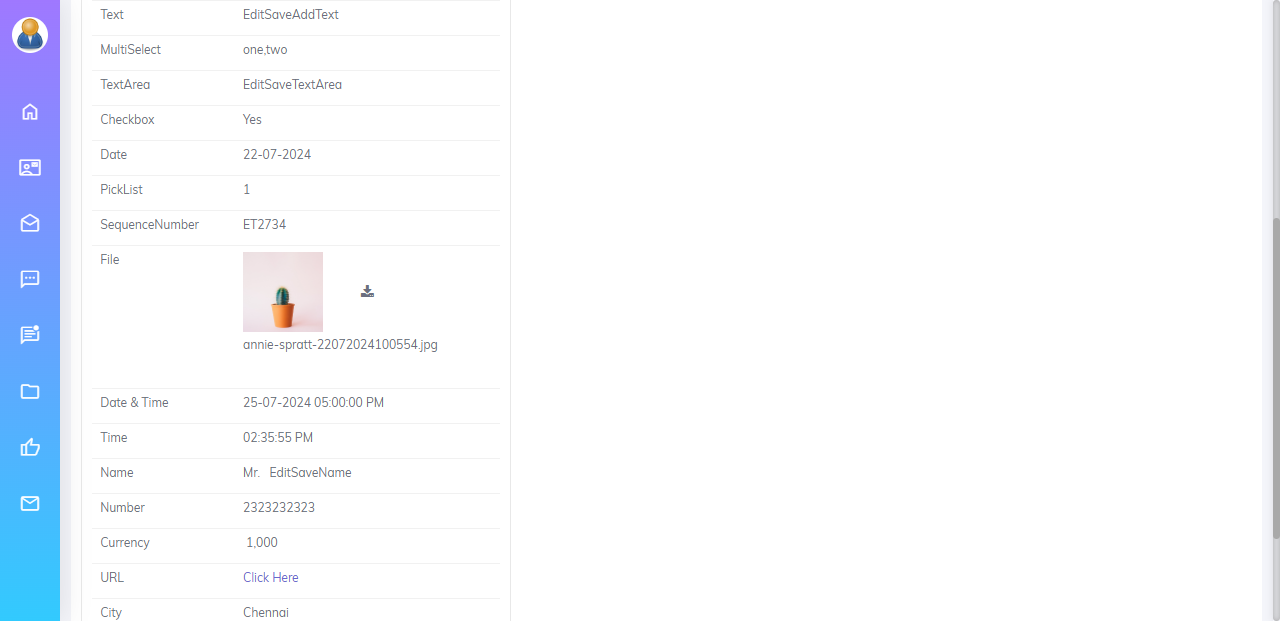 Text EditSaveAddText
MultiSelect one,two
TextArea EditSaveTextArea
Checkbox Yes
Date 22-07-2024
PickList 1
SequenceNumber ET2734
File
annie-spratt-22072024100554.jpg
Date & Time 25-07-2024 05:00:00 PM
Time 02:35:55 PM
Name Mr. EditSaveName
Number 2323232323
Currency 1,000
URL Click Here
City Chennai